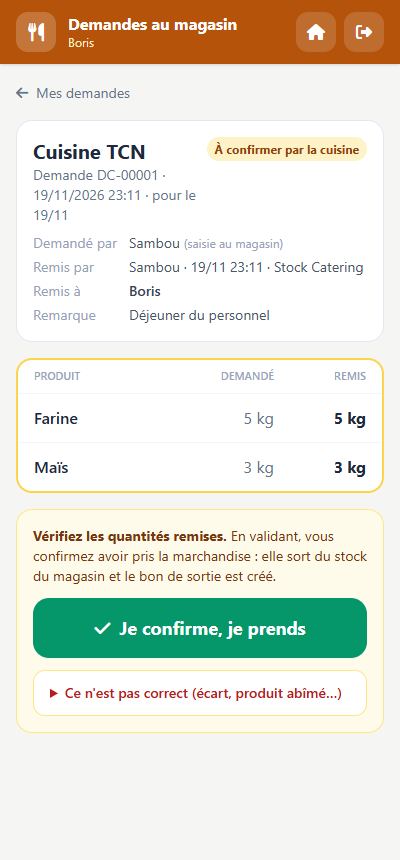 Demandes au magasin
Boris
Mes demandes
Cuisine TCN
À confirmer par la cuisine
Demande DC-00001 ·
19/11/2026 23:11 · pour le
19/11
Demandé par Sambou (saisie au magasin)
Remis par Sambou · 19/11 23:11 · Stock Catering
Remis à Boris
Remarque Déjeuner du personnel
PRODUIT DEMANDÉ REMIS
Farine 5 kg 5 kg
Maïs 3 kg 3 kg
Vérifiez les quantités remises. En validant, vous
confirmez avoir pris la marchandise : elle sort du stock
du magasin et le bon de sortie est créé.
Je confirme, je prends
Ce n'est pas correct (écart, produit abîmé...)